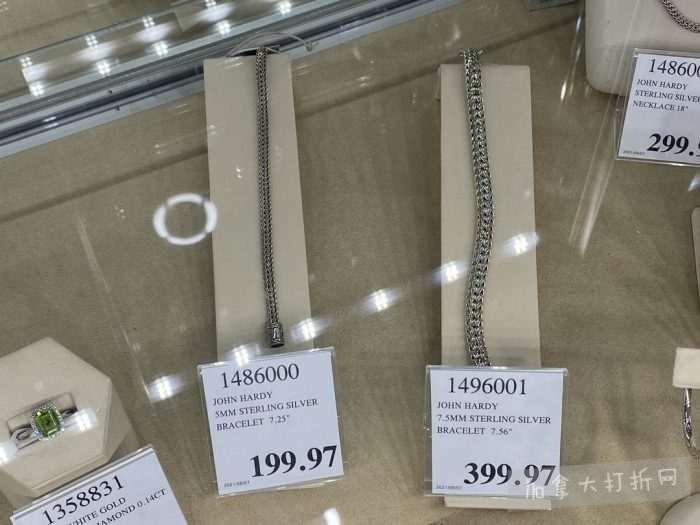 1486000
JOHN HARDY
5MM STERLING SILVER
BRACELET 7.25"
199.97
1496001
JOHN HARDY
7.5MM STERLING SILVER
BRACELET 7.56"
399.97
148600
JOHN HARDY
STERLING SILVER
NECKLACE 18"
299.9
1358831
WHITE GOLD
DIAMOND 0.14CT
加拿大打折网